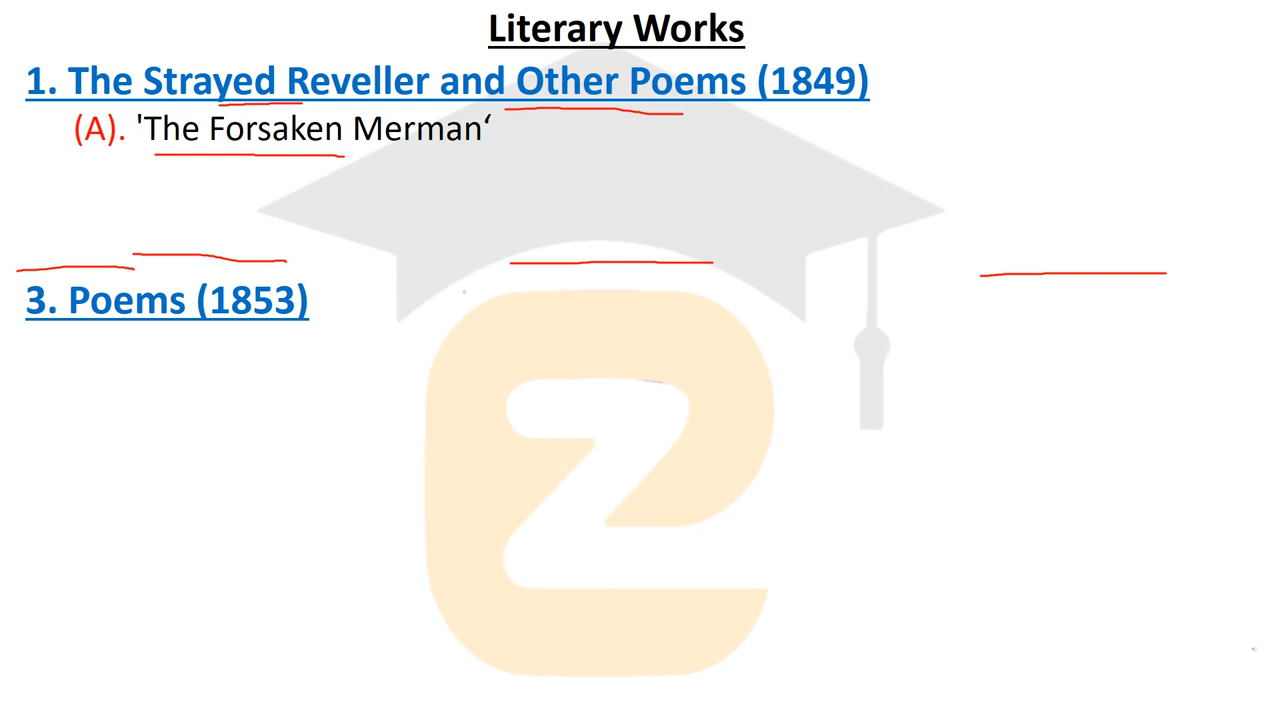 Literary Works
1. The Strayed Reveller and Other Poems (1849)
(A). 'The Forsaken Merman‘
3. Poems (1853)